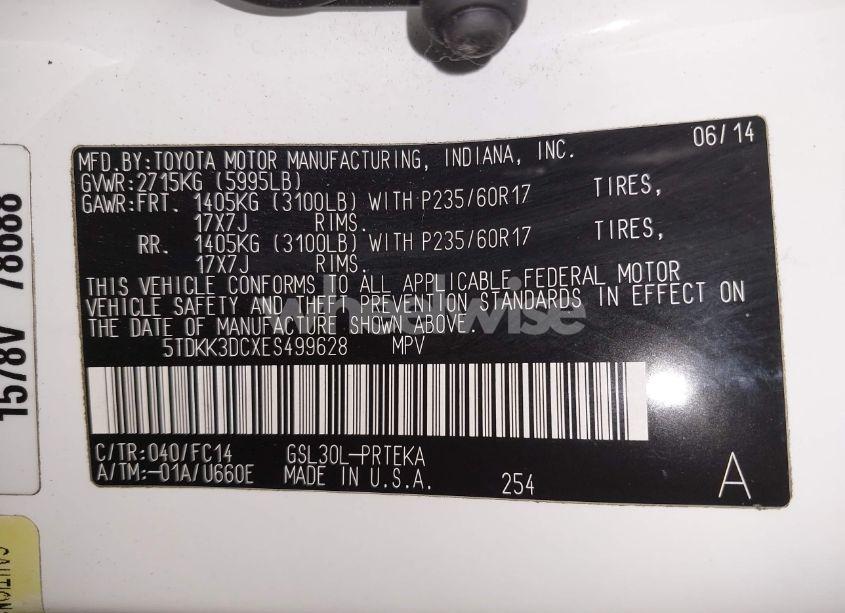 06/14
MFD.BY:TOYOTA MOTOR MANUFACTURING, INDIANA, INC.
GVWR:2715KG (5995LB)
GAWR:FRT. 1405KG (3100LB) WITH P235/60R17 TIRES,
17X7J RIMS.
RR. 1405KG (3100LB) WITH P235/60R17 TIRES,
17X7J RIMS.
THIS VEHICLE CONFORMS TO ALL APPLICABLE FEDERAL MOTOR
VEHICLE SAFETY AND THEFT PREVENTION STANDARDS IN EFFECT ON
THE DATE OF MANUFACTURE SHOWN ABOVE.
wheelwise
5TDKK3DCXES499628 MPV
C/TR:040/FC14 GSL30L-PRTEKA
A/TM:-01A/U660E MADE IN U.S.A. 254 A
CAUTION